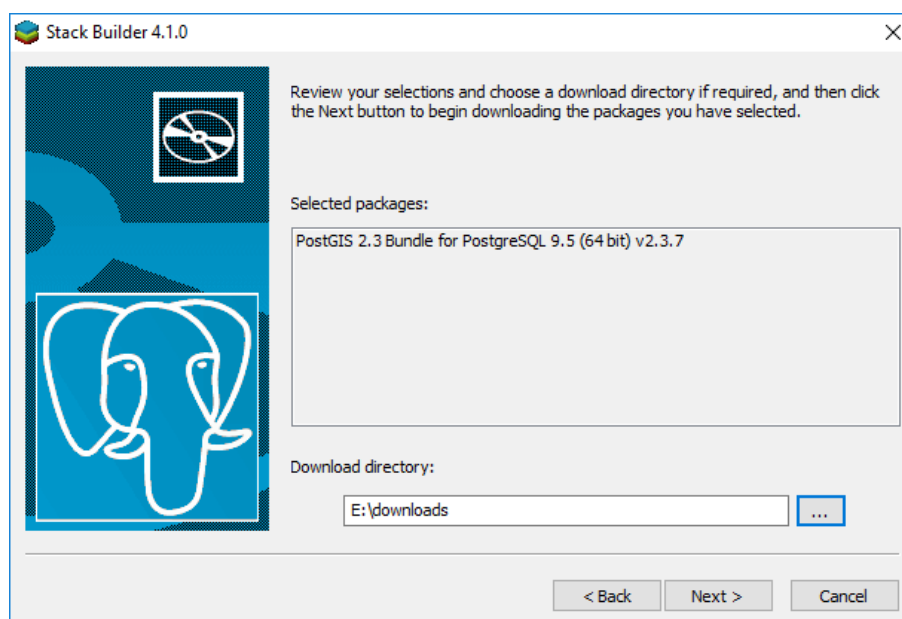 Stack Builder 4.1.0
Review your selections and choose a download directory if required, and then click
the Next button to begin downloading the packages you have selected.
Selected packages:
PostGIS 2.3 Bundle for PostgreSQL 9.5 (64 bit) v2.3.7
Download directory:
E:\downloads
...
< Back
Next >
Cancel